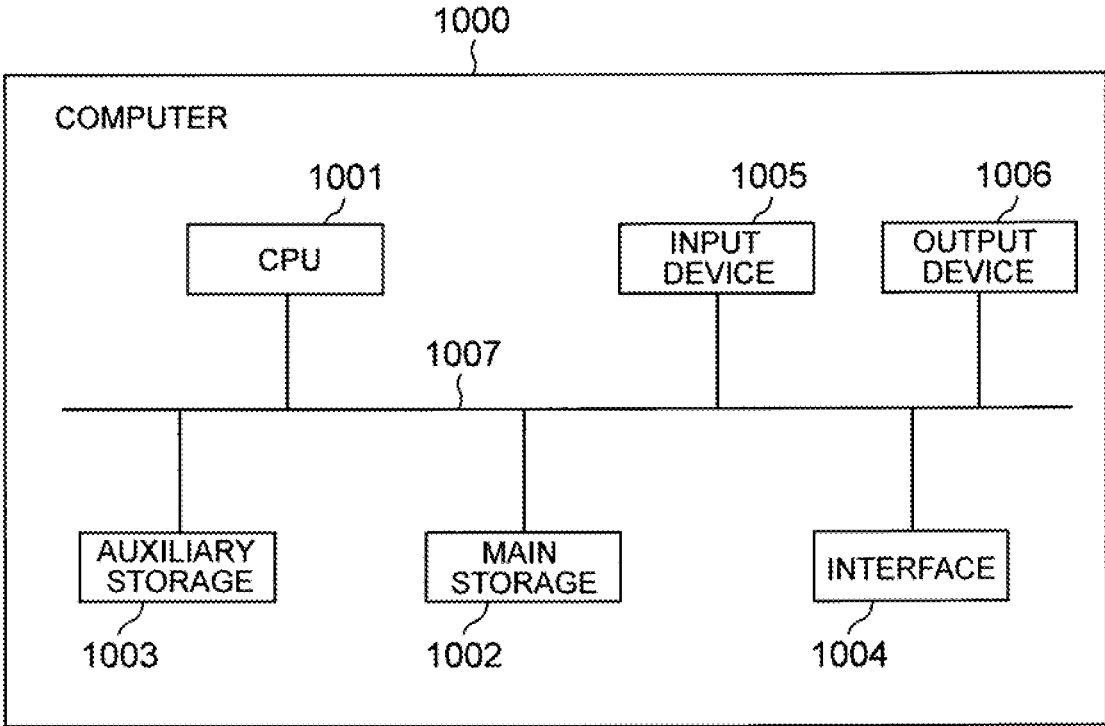 1000
COMPUTER
1001
1005
1006
CPU
INPUT
DEVICE
OUTPUT
DEVICE
1007
AUXILIARY
STORAGE
MAIN
STORAGE
INTERFACE
1003
1002
1004